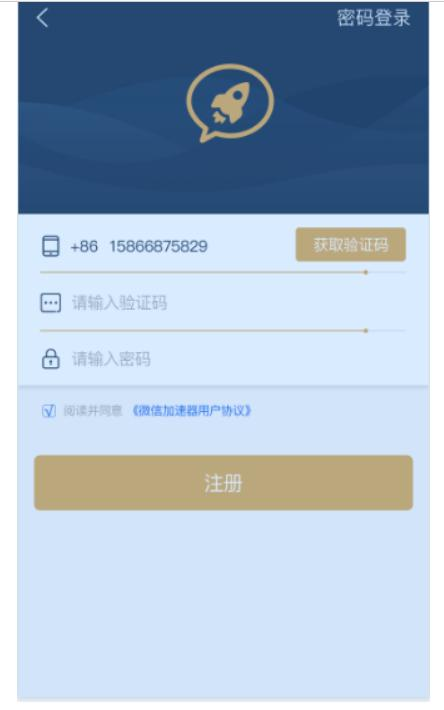 密码登录
+86 15866875829
获取验证码
请输入验证码
请输入密码
阅读并同意 《微信加速器用户协议》
注册